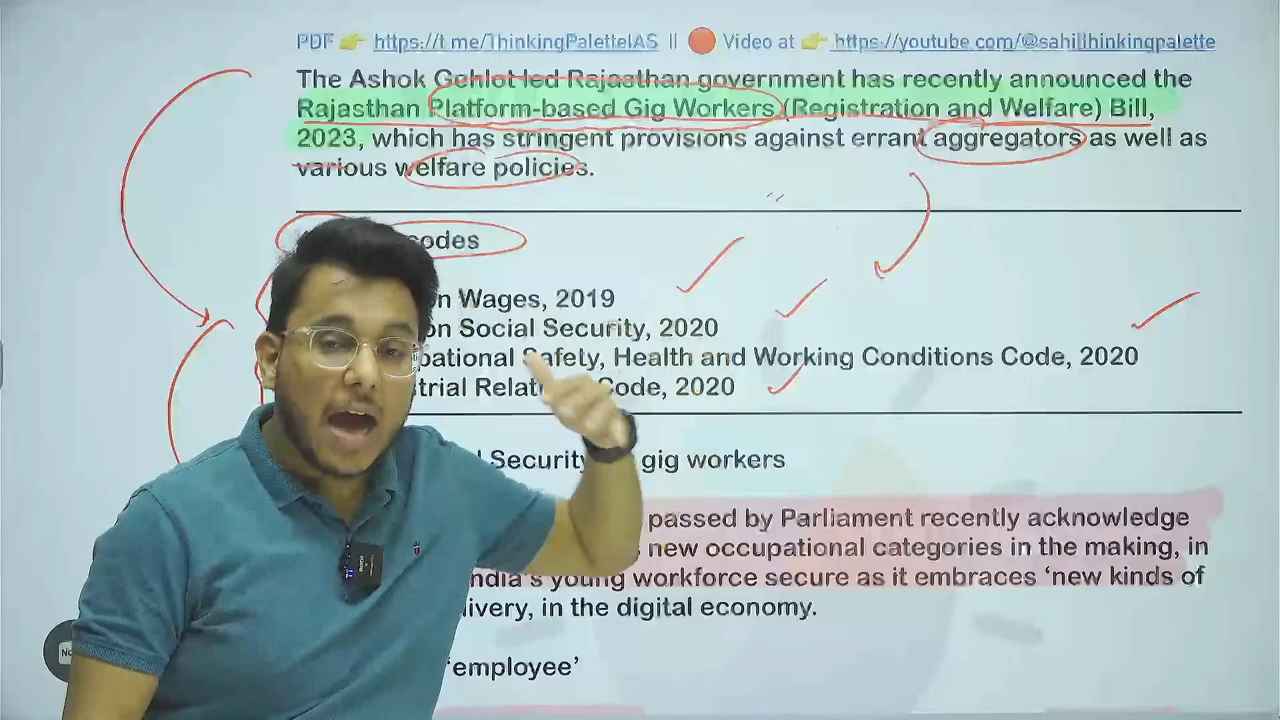 PDF 👉 https://t.me/ThinkingPaletteIAS || 🔴 Video at 👉 https://youtube.com/@sahilthinkingpalette
The Ashok Gehlot led Rajasthan government has recently announced the
Rajasthan Platform-based Gig Workers (Registration and Welfare) Bill,
2023, which has stringent provisions against errant aggregators as well as
various welfare policies.
codes
on Wages, 2019
on Social Security, 2020
pational Safety, Health and Working Conditions Code, 2020
strial Relat Code, 2020
Security gig workers
passed by Parliament recently acknowledge
new occupational categories in the making, in
ndia's young workforce secure as it embraces ‘new kinds of
livery, in the digital economy.
‘employee’